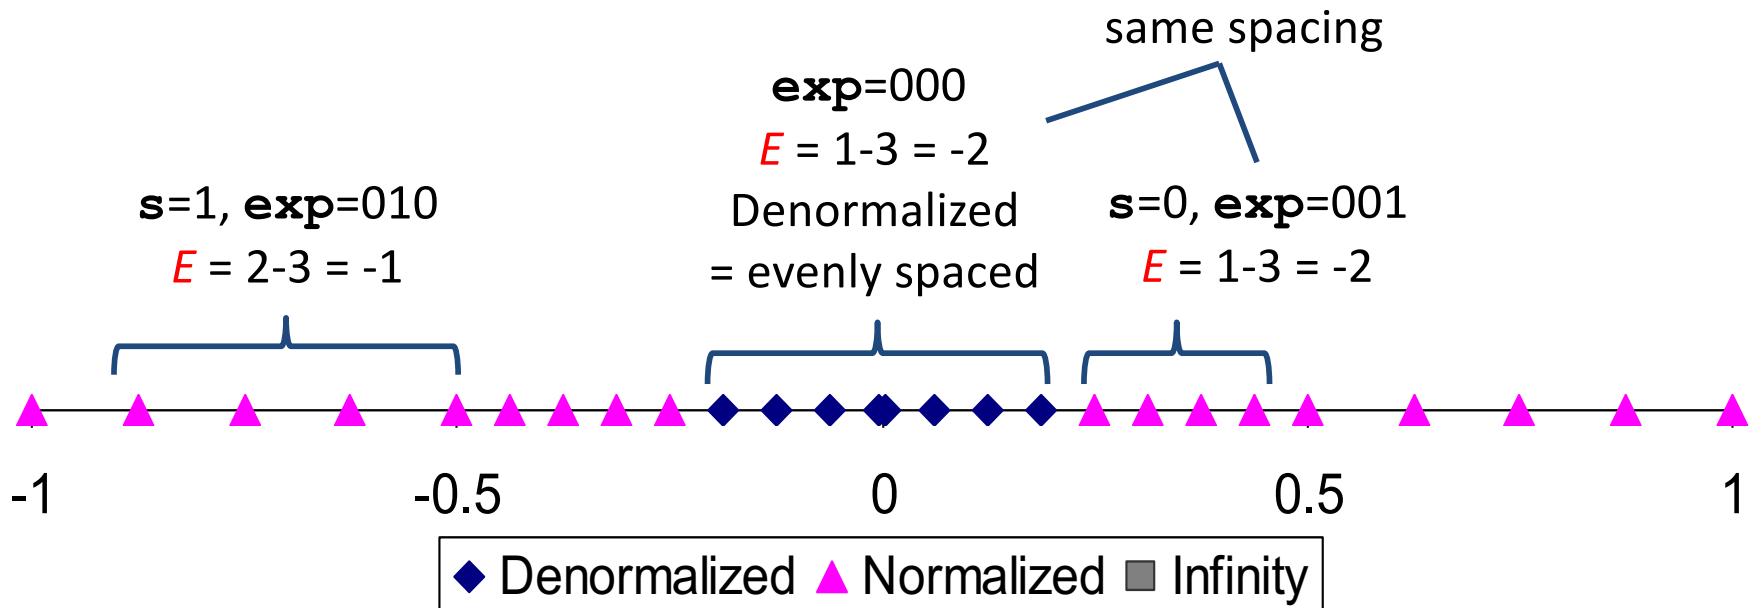 same spacing
exp=000
E = 1-3 = -2
Denormalized
= evenly spaced
s=1, exp=010
E = 2-3 = -1
s=0, exp=001
E = 1-3 = -2
-1 -0.5 0 0.5 1
Denormalized Normalized Infinity